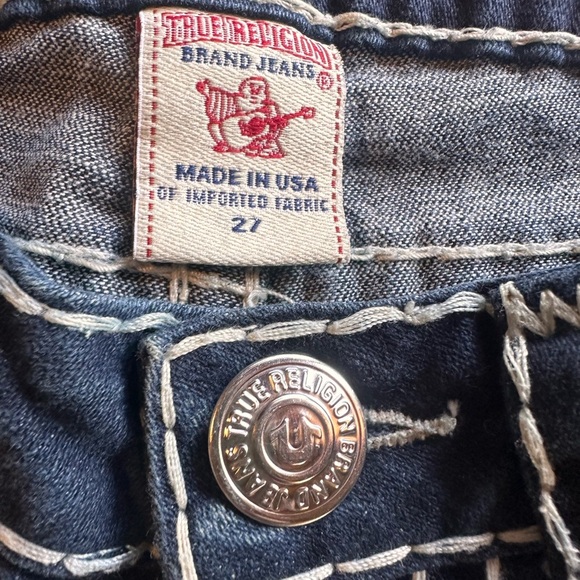 TRUE RELIGION
BRAND JEANS
®
MADE IN USA
OF IMPORTED FABRIC
27
TRUE RELIGION BRAND JEANS